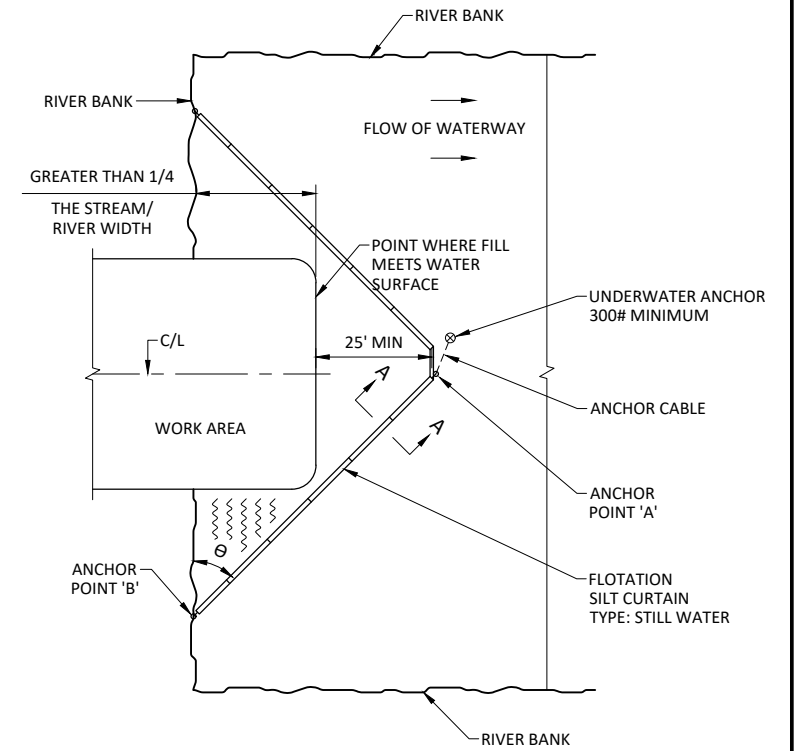 RIVER BANK
RIVER BANK
FLOW OF WATERWAY
GREATER THAN 1/4
THE STREAM/
RIVER WIDTH
POINT WHERE FILL
MEETS WATER
SURFACE
UNDERWATER ANCHOR
300# MINIMUM
C/L
25' MIN
A
ANCHOR CABLE
WORK AREA
A
ANCHOR
POINT 'A'
θ
ANCHOR
POINT 'B'
FLOTATION
SILT CURTAIN
TYPE: STILL WATER
RIVER BANK